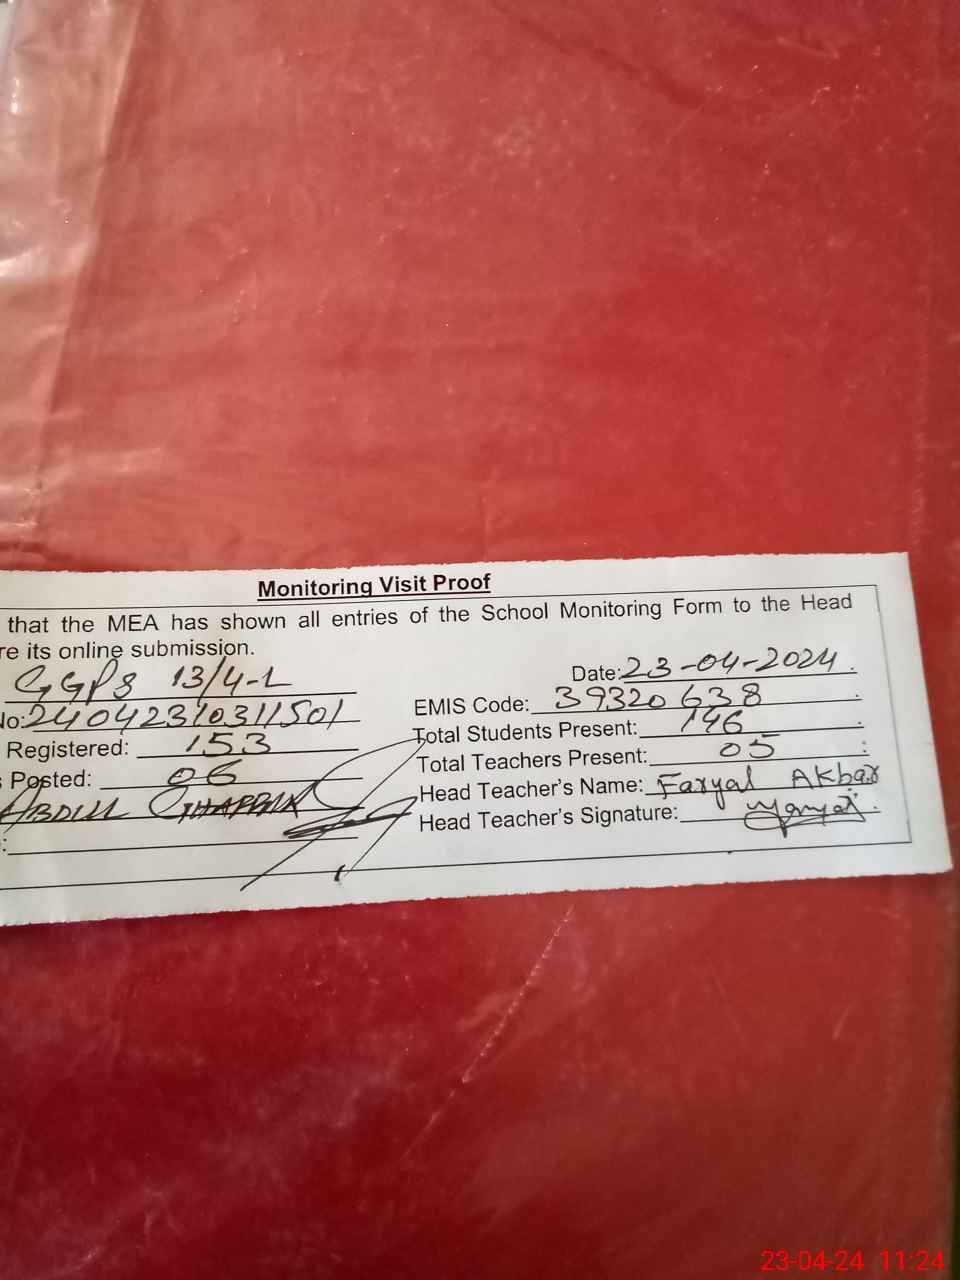 Monitoring Visit Proof
that the MEA has shown all entries of the School Monitoring Form to the Head
re its online submission.
GGPS 13/4-L Date: 23-04-2024
No: 24042310311501 EMIS Code: 39320638
Registered: 153 Total Students Present: 146
s Posted: 06 Total Teachers Present: 05
ABDUL GHAFFAR Head Teacher's Name: Faryal Akbar
: Head Teacher's Signature:
23-04-24 11:24